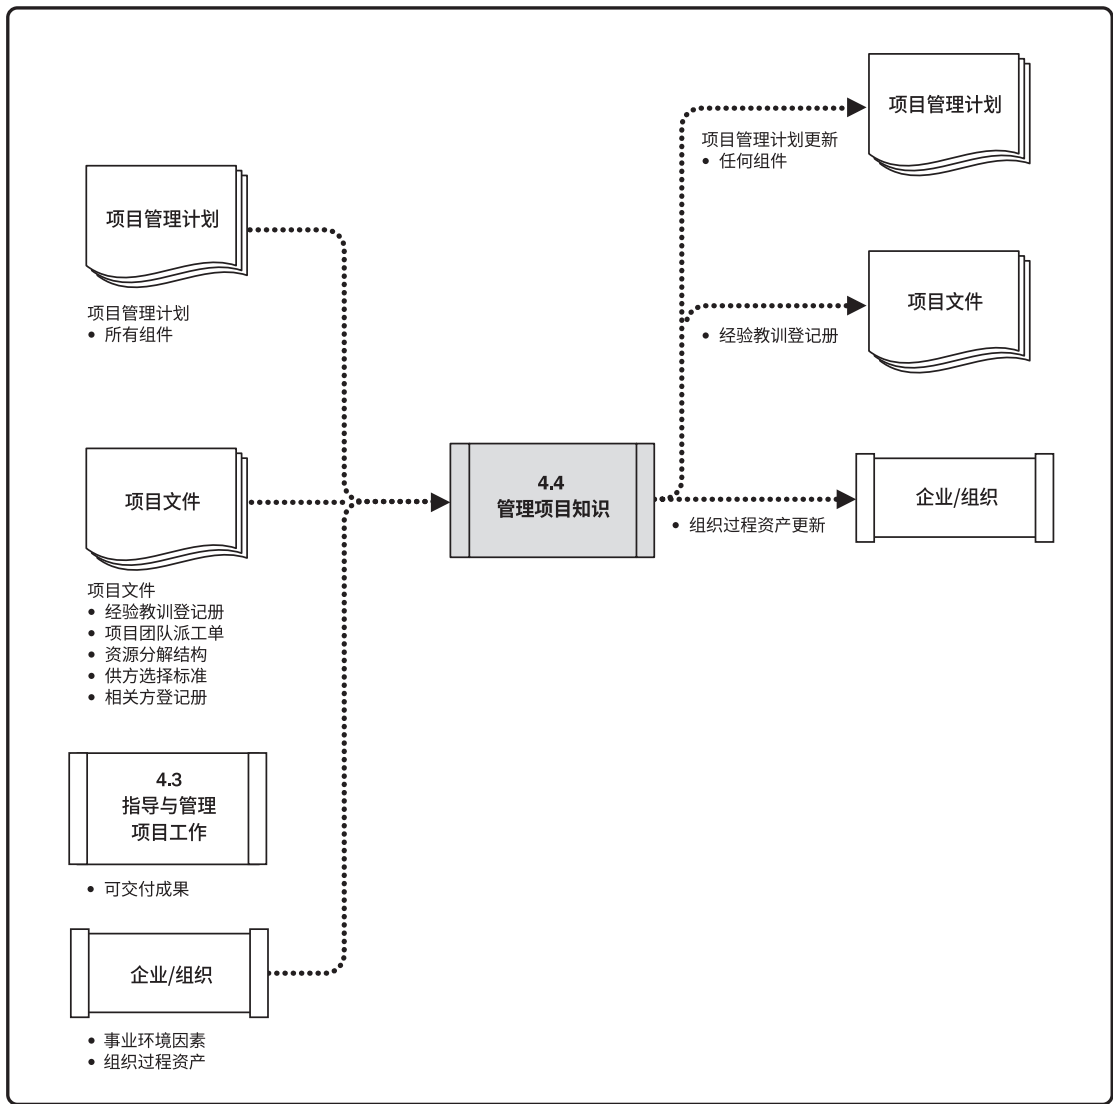 项目管理计划
项目管理计划
• 所有组件
项目文件
项目文件
• 经验教训登记册
• 项目团队派工单
• 资源分解结构
• 供方选择标准
• 相关方登记册
4.3
指导与管理
项目工作
• 可交付成果
企业/组织
• 事业环境因素
• 组织过程资产
4.4
管理项目知识
项目管理计划更新
• 任何组件
项目管理计划
• 经验教训登记册
项目文件
• 组织过程资产更新
企业/组织